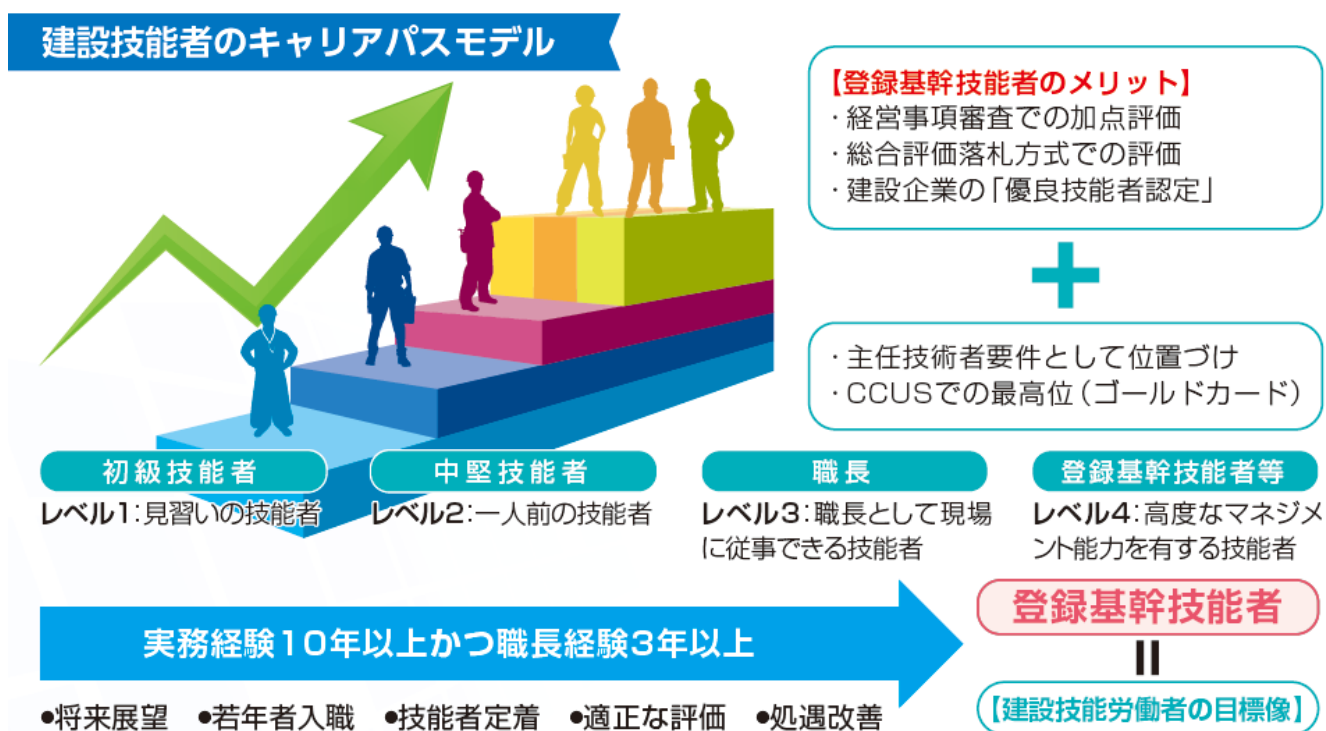 建設技能者のキャリアパスモデル
【登録基幹技能者のメリット】
・経営事項審査での加点評価
・総合評価落札方式での評価
・建設企業の「優良技能者認定」
＋
・主任技術者要件として位置づけ
・CCUSでの最高位（ゴールドカード）
初級技能者
レベル1：見習いの技能者
中堅技能者
レベル2：一人前の技能者
職長
レベル3：職長として現場
に従事できる技能者
登録基幹技能者等
レベル4：高度なマネジメ
ント能力を有する技能者
実務経験10年以上かつ職長経験3年以上
登録基幹技能者
＝
【建設技能労働者の目標像】
●将来展望 ●若年者入職 ●技能者定着 ●適正な評価 ●処遇改善